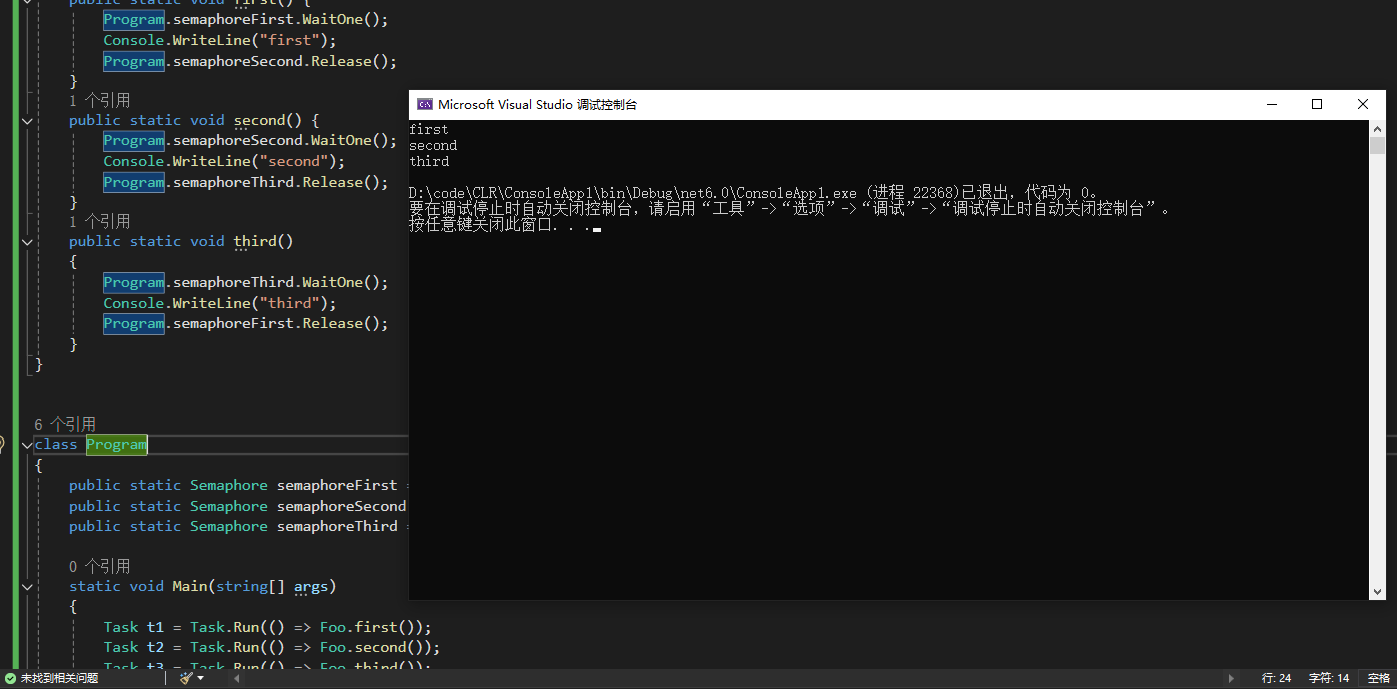 public static void first() {
Program.semaphoreFirst.WaitOne();
Console.WriteLine("first");
Program.semaphoreSecond.Release();
}
1 个引用
public static void second() {
Program.semaphoreSecond.WaitOne();
Console.WriteLine("second");
Program.semaphoreThird.Release();
}
1 个引用
public static void third()
{
Program.semaphoreThird.WaitOne();
Console.WriteLine("third");
Program.semaphoreFirst.Release();
}
}
6 个引用
class Program
{
public static Semaphore semaphoreFirst =
public static Semaphore semaphoreSecond
public static Semaphore semaphoreThird =
0 个引用
static void Main(string[] args)
{
Task t1 = Task.Run(() => Foo.first());
Task t2 = Task.Run(() => Foo.second());
Task t3 = Task.Run(() => Foo.third());
Microsoft Visual Studio 调试控制台
first
second
third
D:\code\CLR\ConsoleApp1\bin\Debug\net6.0\ConsoleApp1.exe (进程 22368)已退出，代码为 0。
要在调试停止时自动关闭控制台，请启用“工具”->“选项”->“调试”->“调试停止时自动关闭控制台”。
按任意键关闭此窗口. . .
未找到相关问题
行: 24 字符: 14 空格